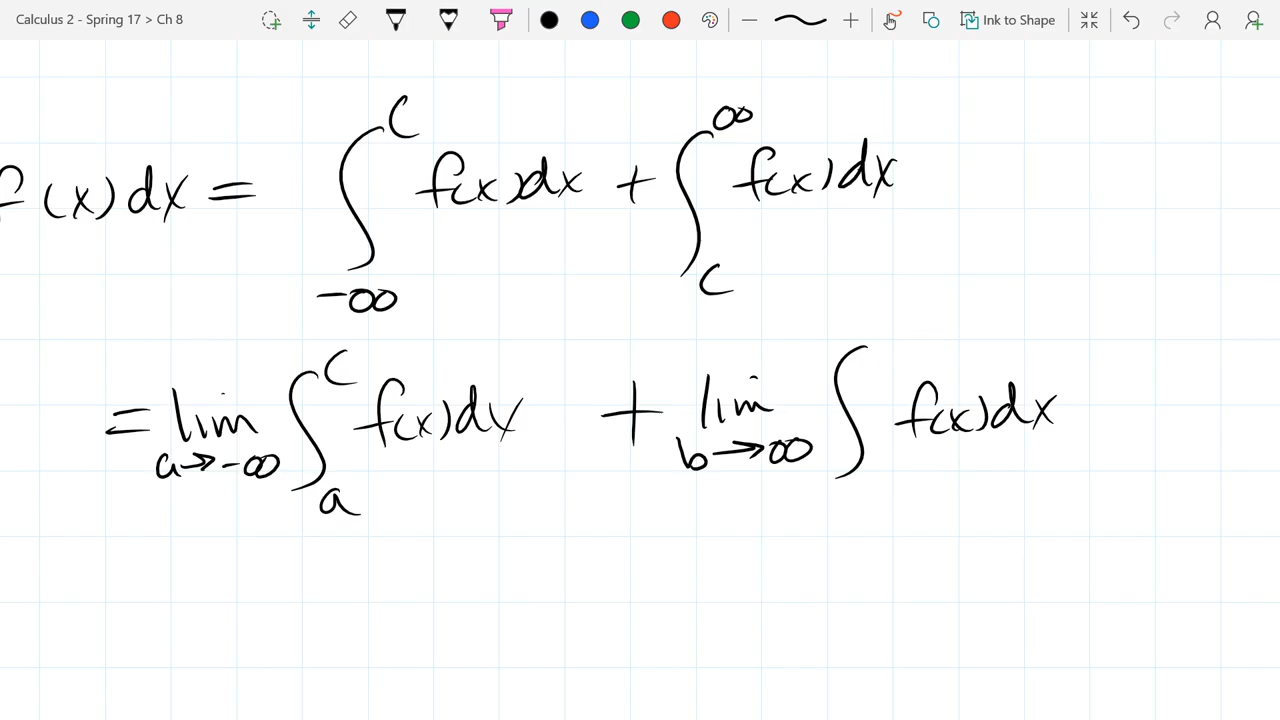 Calculus 2 - Spring 17 > Ch 8
Ink to Shape
f(x)dx = ∫_{-∞}^{c} f(x)dx + ∫_{c}^{∞} f(x)dx
= lim_{a→-∞} ∫_{a}^{c} f(x)dx + lim_{b→∞} ∫ f(x)dx